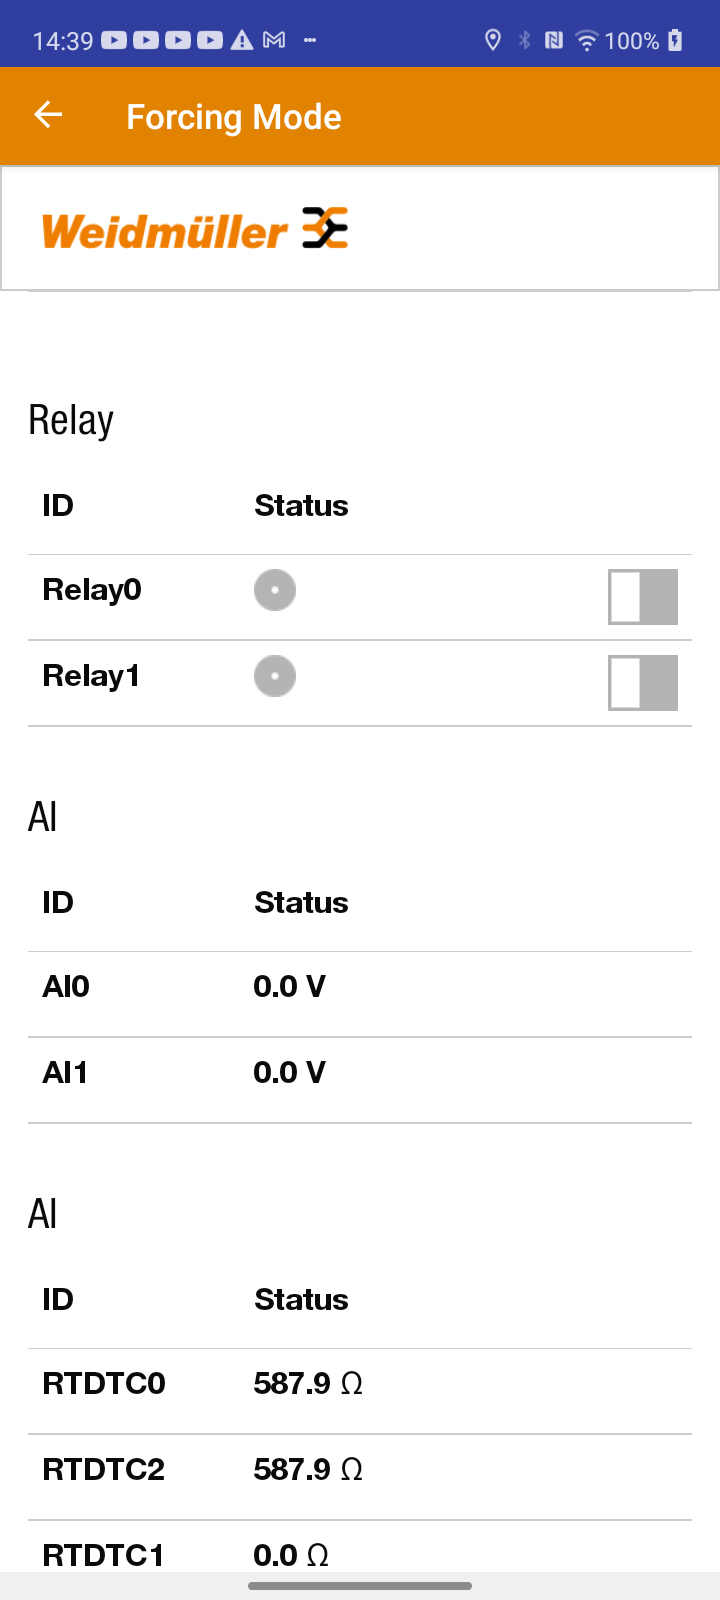 14:39 100%
Forcing Mode
Weidmüller
Relay
ID Status
Relay0
Relay1
AI
ID Status
AI0 0.0 V
AI1 0.0 V
AI
ID Status
RTDTC0 587.9 Ω
RTDTC2 587.9 Ω
RTDTC1 0.0 Ω